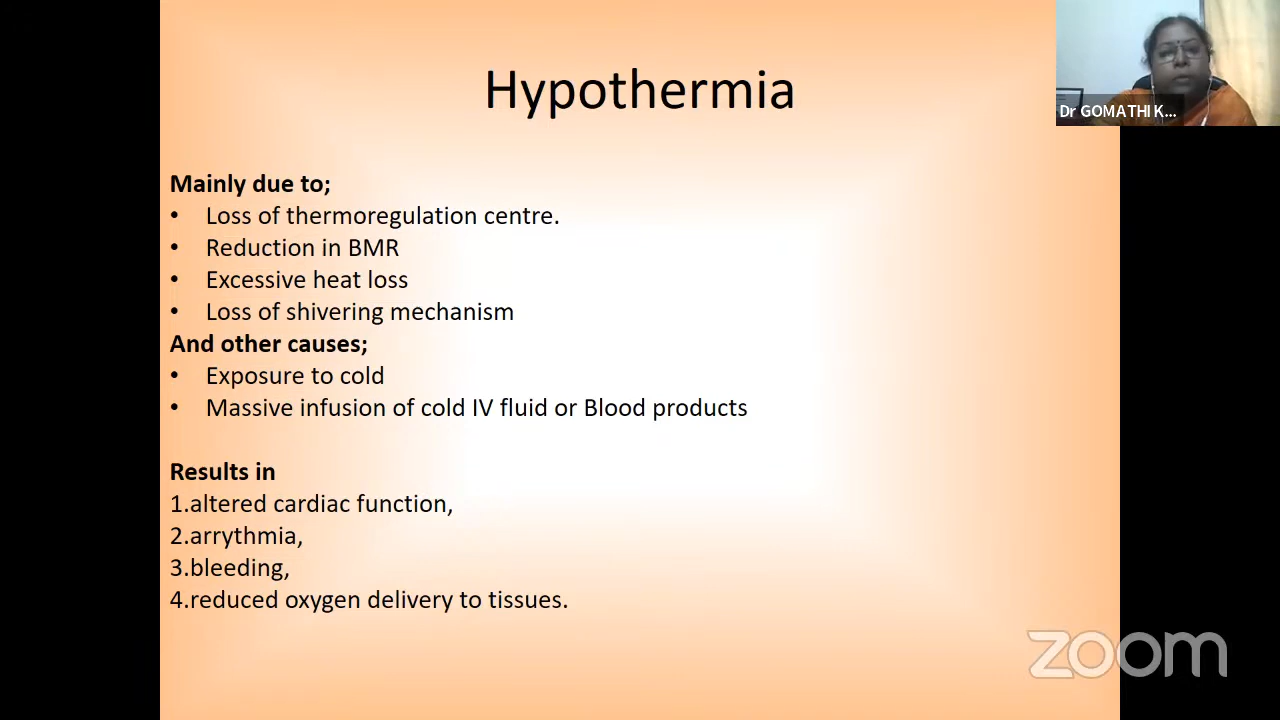 Hypothermia
Dr GOMATHI K...
Mainly due to;
• Loss of thermoregulation centre.
• Reduction in BMR
• Excessive heat loss
• Loss of shivering mechanism
And other causes;
• Exposure to cold
• Massive infusion of cold IV fluid or Blood products
Results in
1.altered cardiac function,
2.arrythmia,
3.bleeding,
4.reduced oxygen delivery to tissues.
zoom